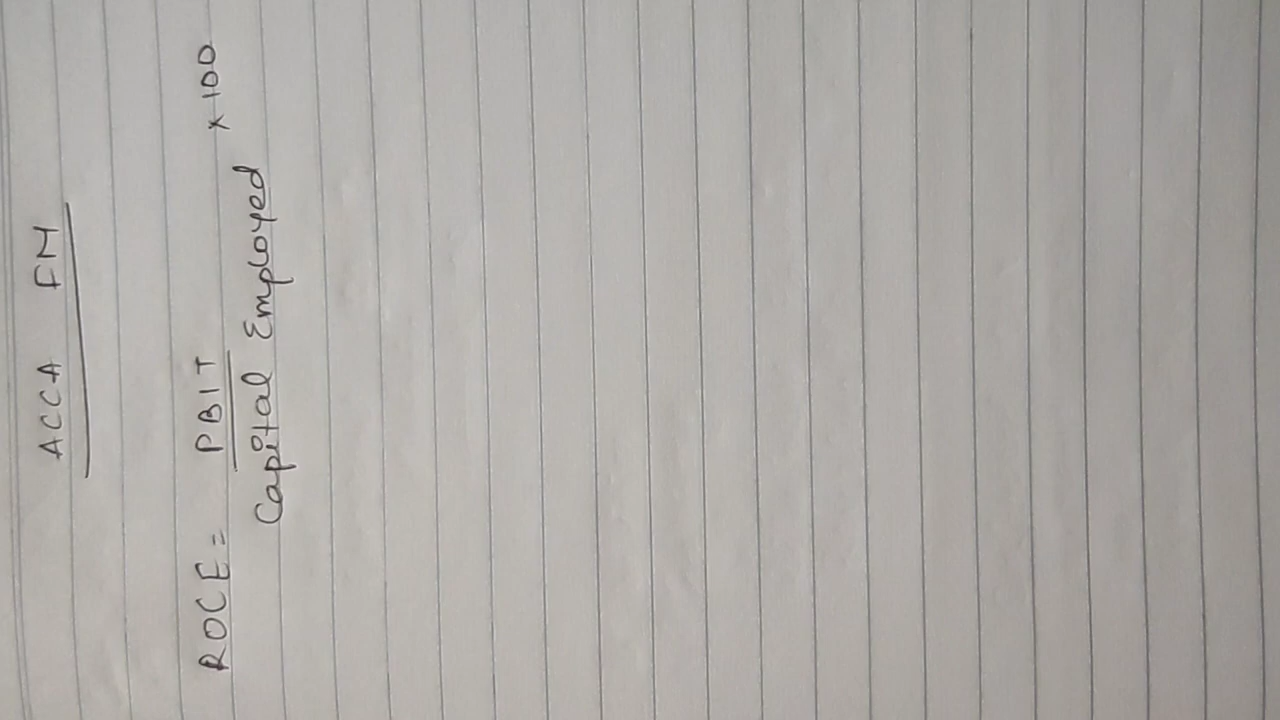 ACCA FM
ROCE = PBIT × 100
Capital Employed